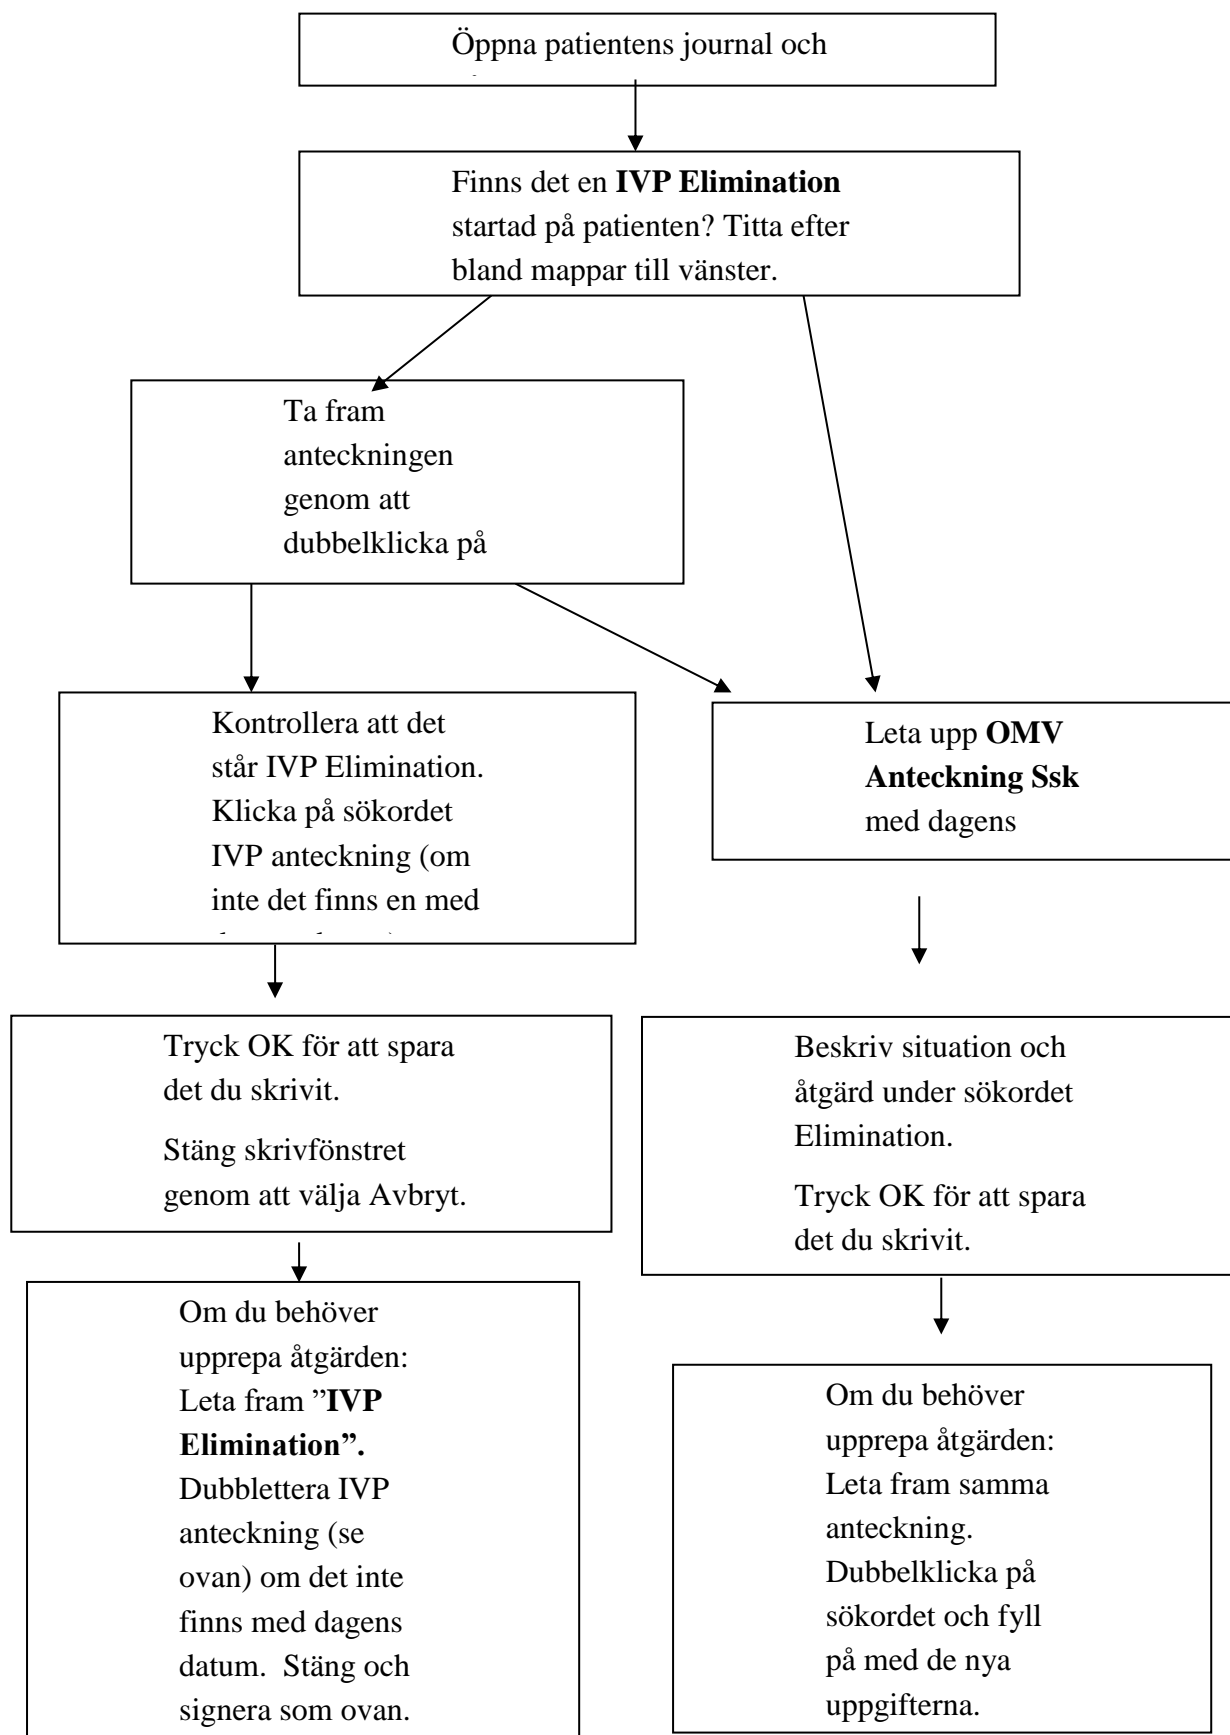 Öppna patientens journal och
Finns det en IVP Elimination
startad på patienten? Titta efter
bland mappar till vänster.
Ta fram
anteckningen
genom att
dubbelklicka på
Kontrollera att det
står IVP Elimination.
Klicka på sökordet
IVP anteckning (om
inte det finns en med
Leta upp OMV
Anteckning Ssk
med dagens
Tryck OK för att spara
det du skrivit.
Stäng skrivfönstret
genom att välja Avbryt.
Beskriv situation och
åtgärd under sökordet
Elimination.
Tryck OK för att spara
det du skrivit.
Om du behöver
upprepa åtgärden:
Leta fram ”IVP
Elimination”.
Dubblettera IVP
anteckning (se
ovan) om det inte
finns med dagens
datum.  Stäng och
signera som ovan.
Om du behöver
upprepa åtgärden:
Leta fram samma
anteckning.
Dubbelklicka på
sökordet och fyll
på med de nya
uppgifterna.